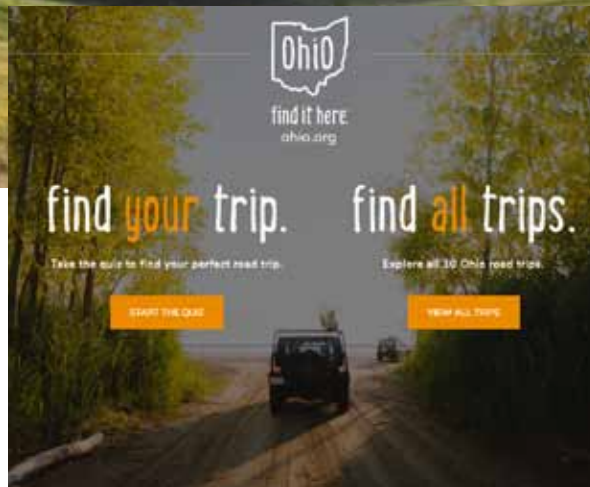 OhiO
find it here.
ohio.org
find your trip.
Take the quiz to find your perfect road trip.
START THE QUIZ
find all trips.
Explore all 30 Ohio road trips.
VIEW ALL TRIPS